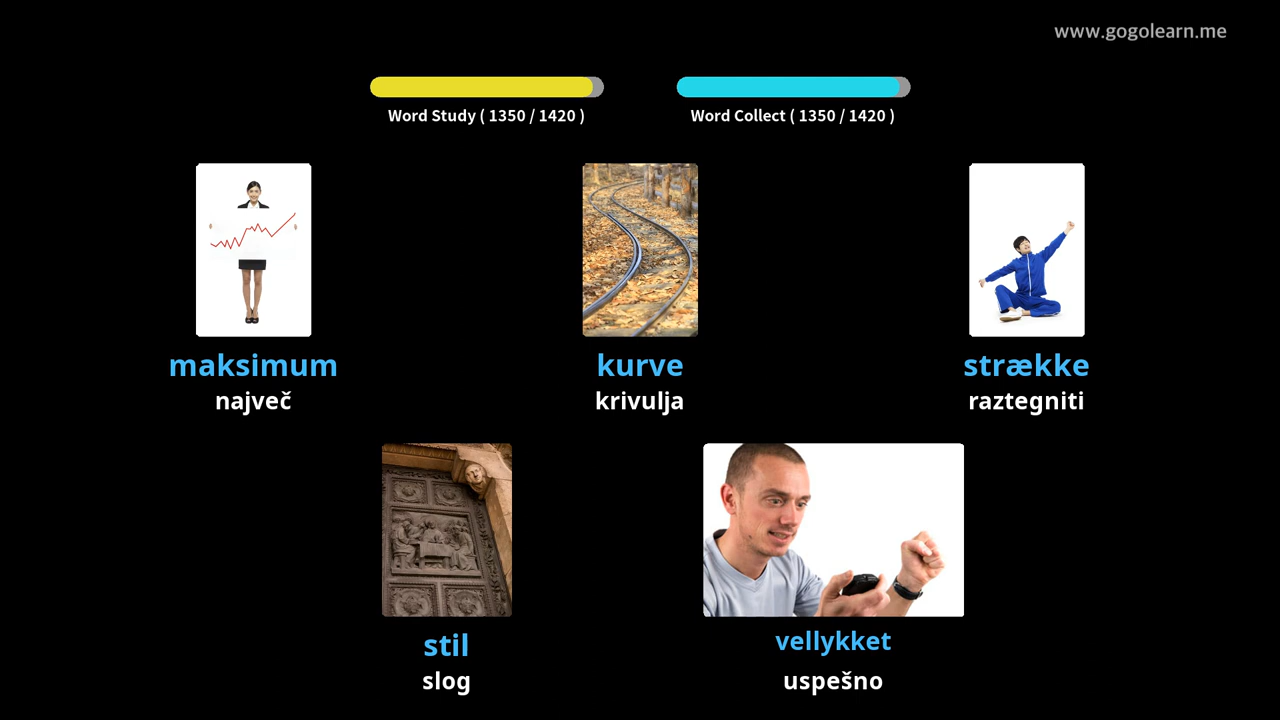 www.gogolearn.me
Word Study ( 1350 / 1420 )
Word Collect ( 1350 / 1420 )
maksimum
največ
kurve
krivulja
strække
raztegniti
stil
slog
vellykket
uspešno